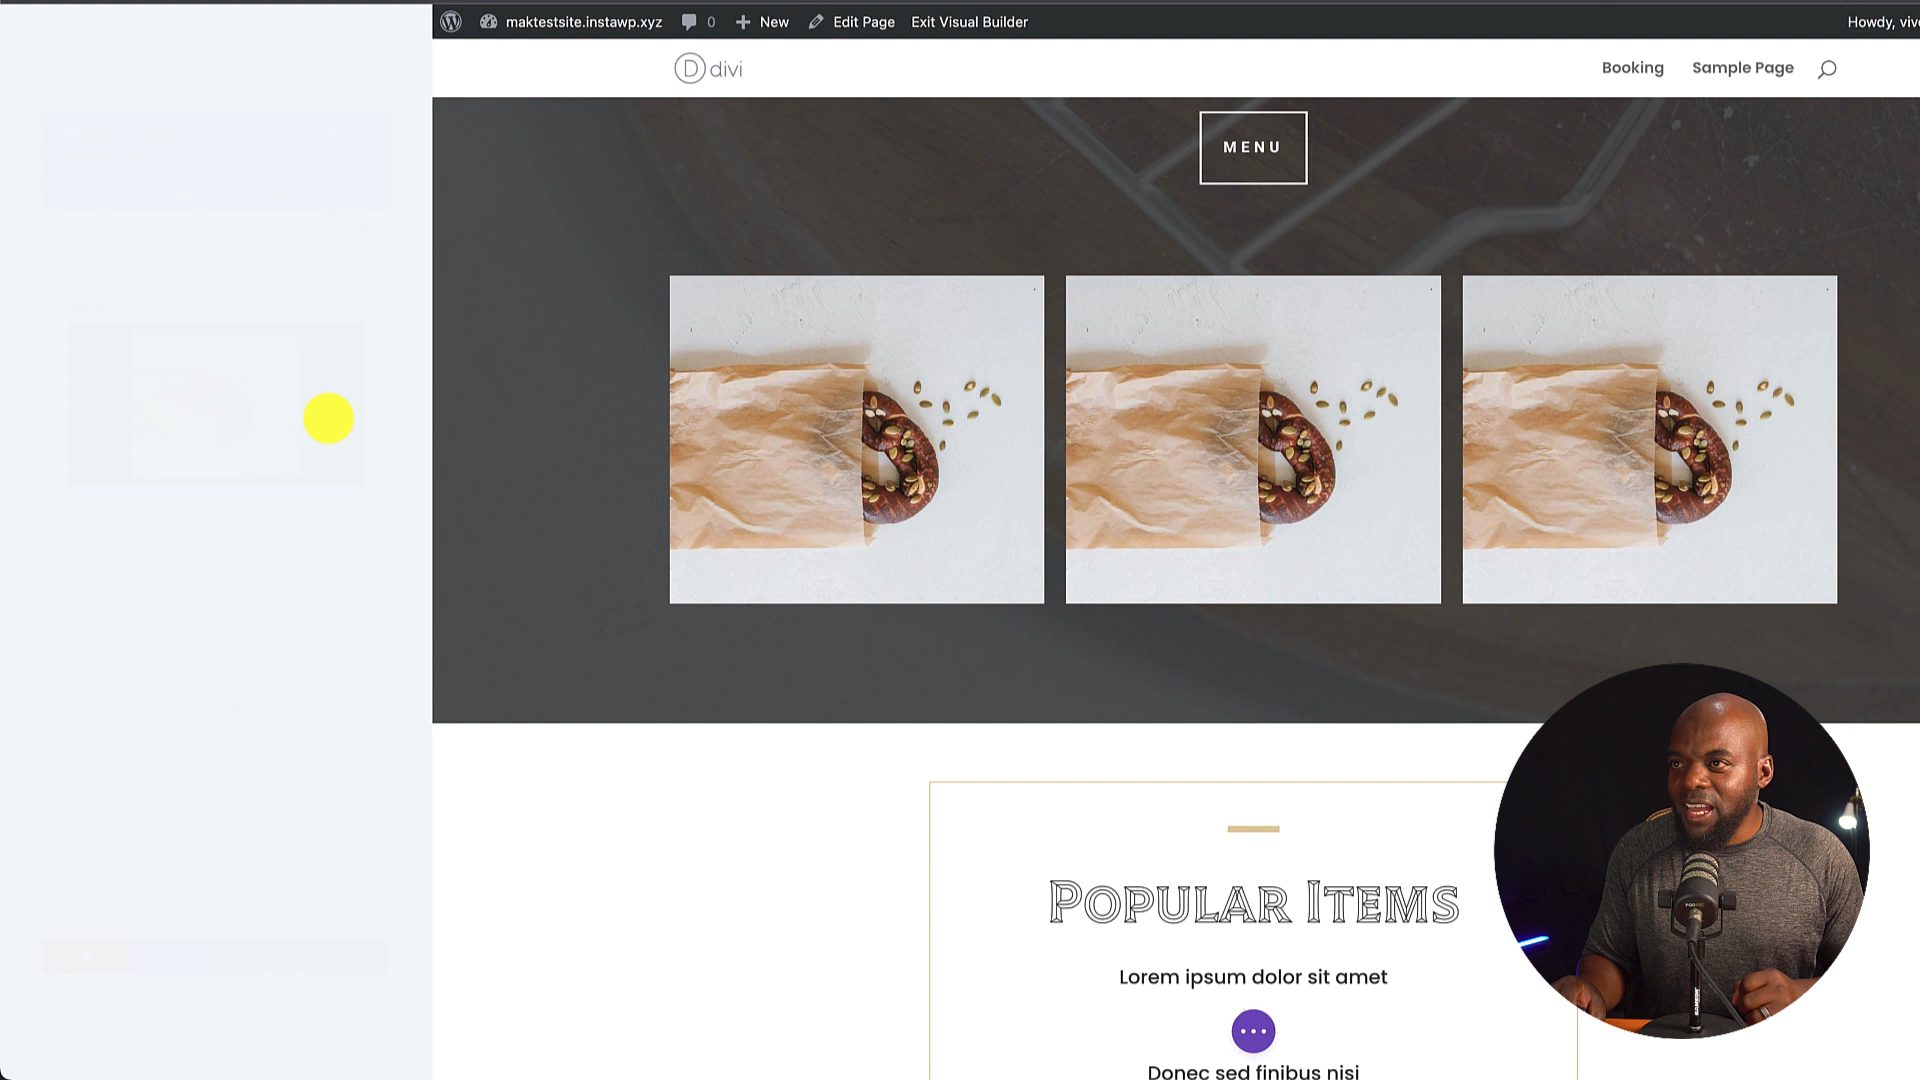 maktestsite.instawp.xyz 0 New Edit Page Exit Visual Builder Howdy, vive
D divi Booking Sample Page
MENU
POPULAR ITEMS
Lorem ipsum dolor sit amet
Donec sed finibus nisi